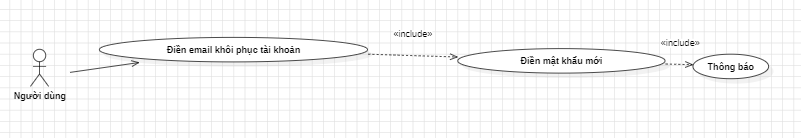 «include»
«include»
Điền email khôi phục tài khoản
Điền mật khẩu mới
Thông báo
Người dùng